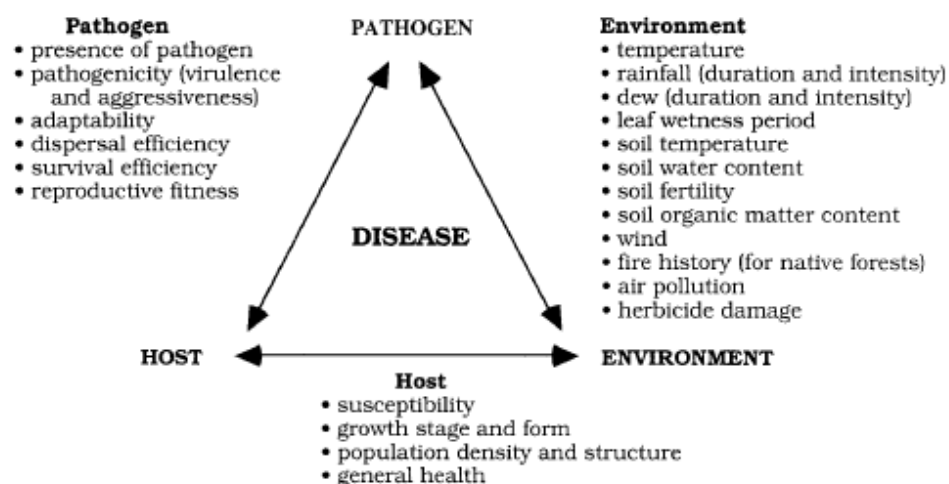 Pathogen
• presence of pathogen
• pathogenicity (virulence
and aggressiveness)
• adaptability
• dispersal efficiency
• survival efficiency
• reproductive fitness
PATHOGEN
Environment
• temperature
• rainfall (duration and intensity)
• dew (duration and intensity)
• leaf wetness period
• soil temperature
• soil water content
• soil fertility
• soil organic matter content
• wind
• fire history (for native forests)
• air pollution
• herbicide damage
DISEASE
HOST
ENVIRONMENT
Host
• susceptibility
• growth stage and form
• population density and structure
• general health